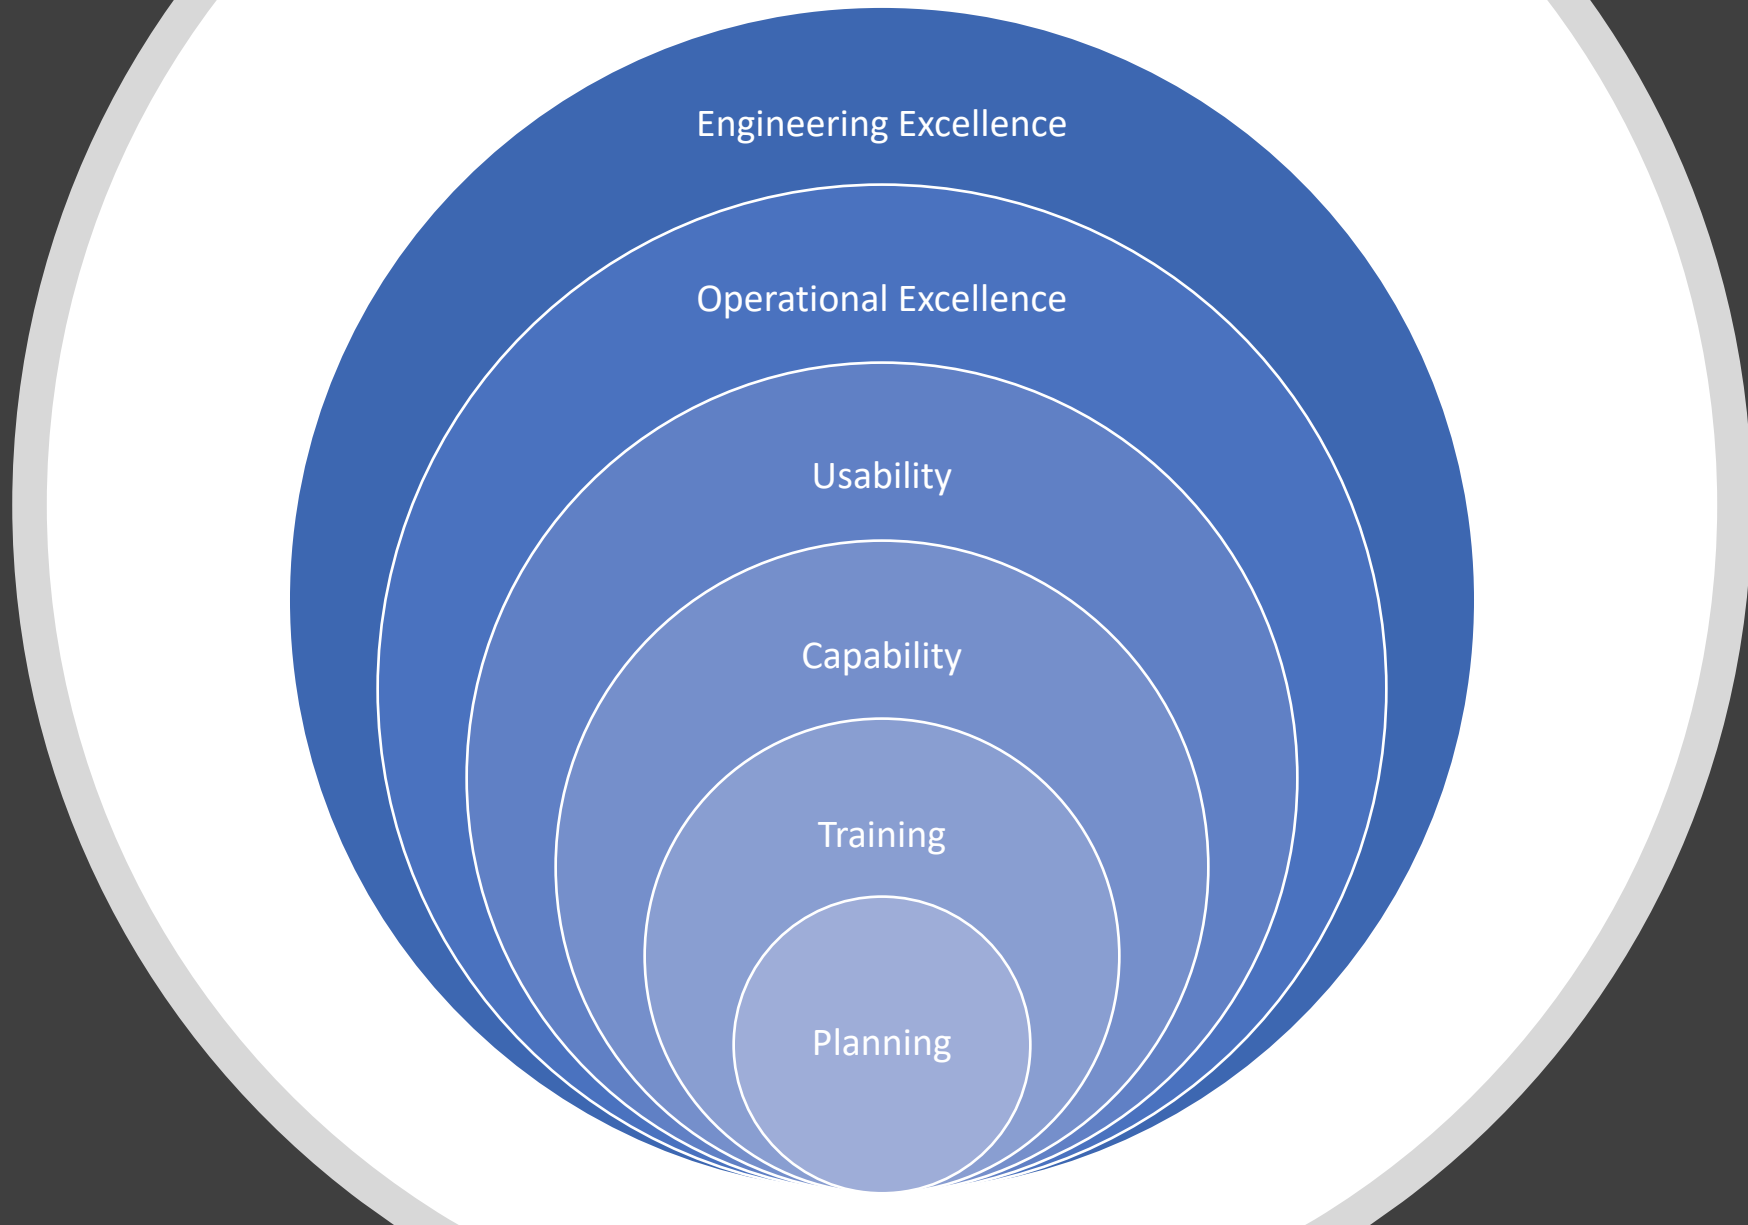 Engineering Excellence
Operational Excellence
Usability
Capability
Training
Planning